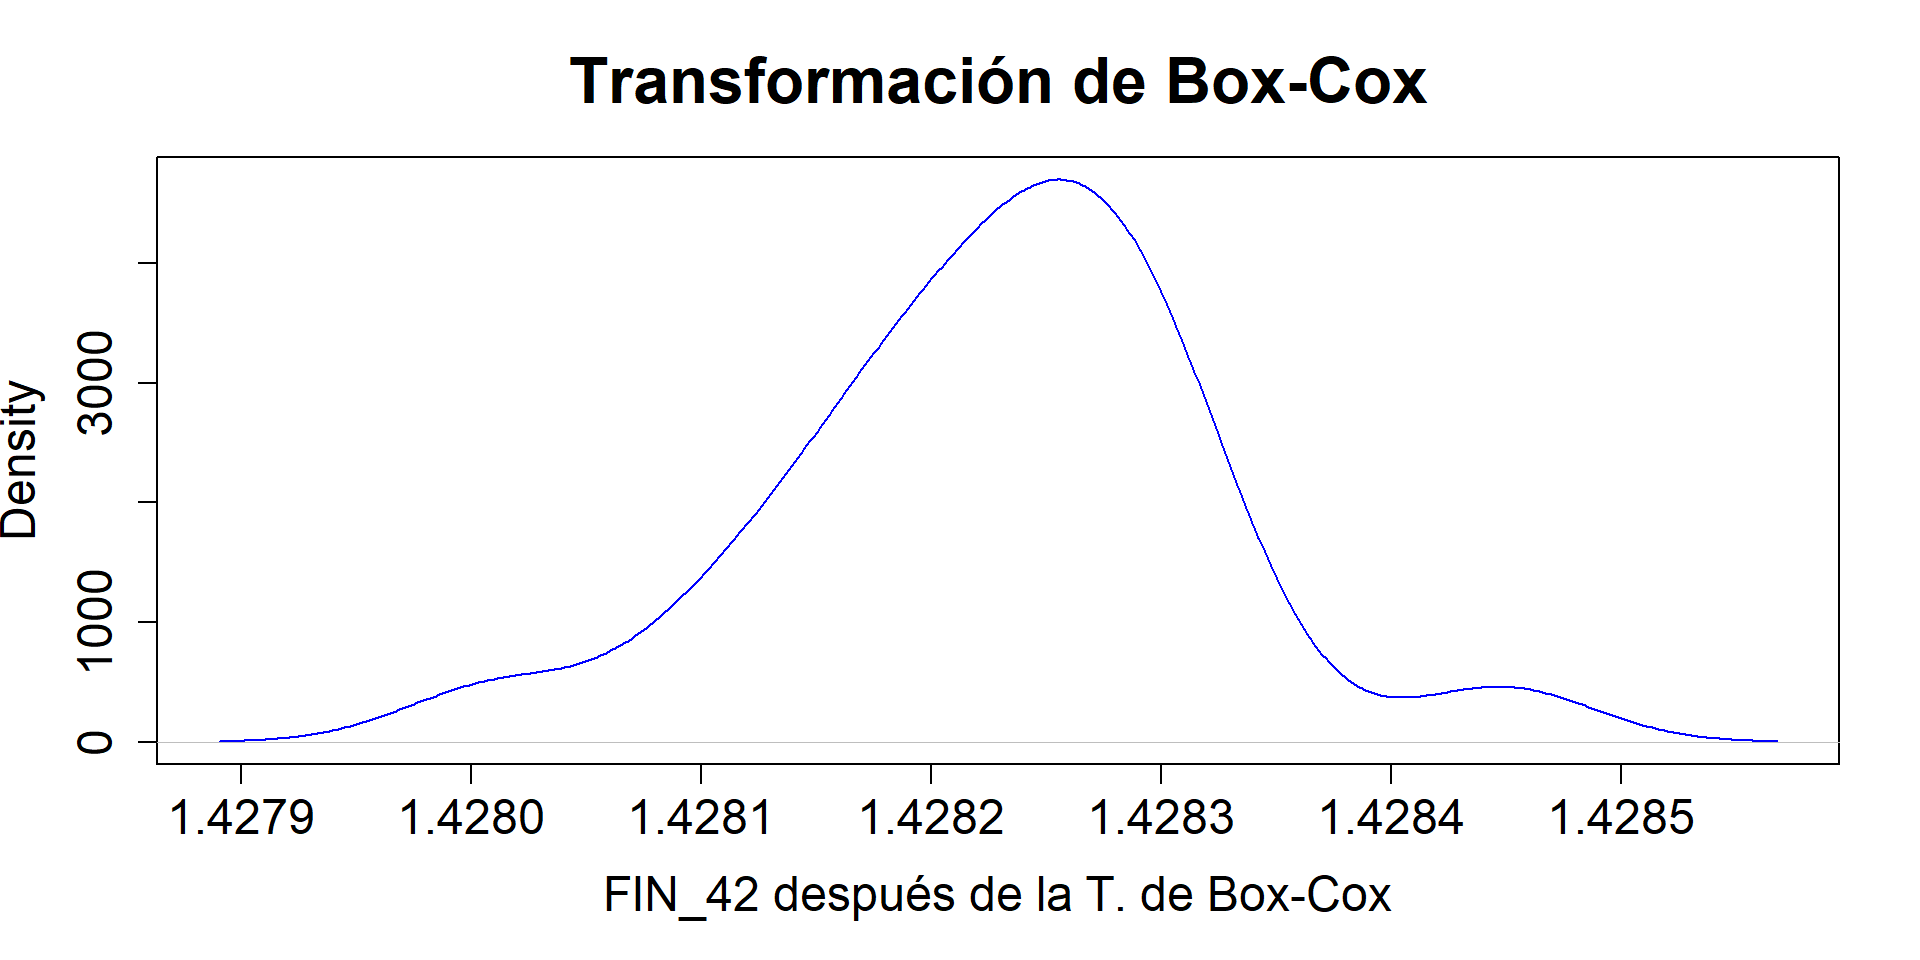 Transformación de Box-Cox
Density
3000
1000
0
1.4279 1.4280 1.4281 1.4282 1.4283 1.4284 1.4285
FIN_42 después de la T. de Box-Cox